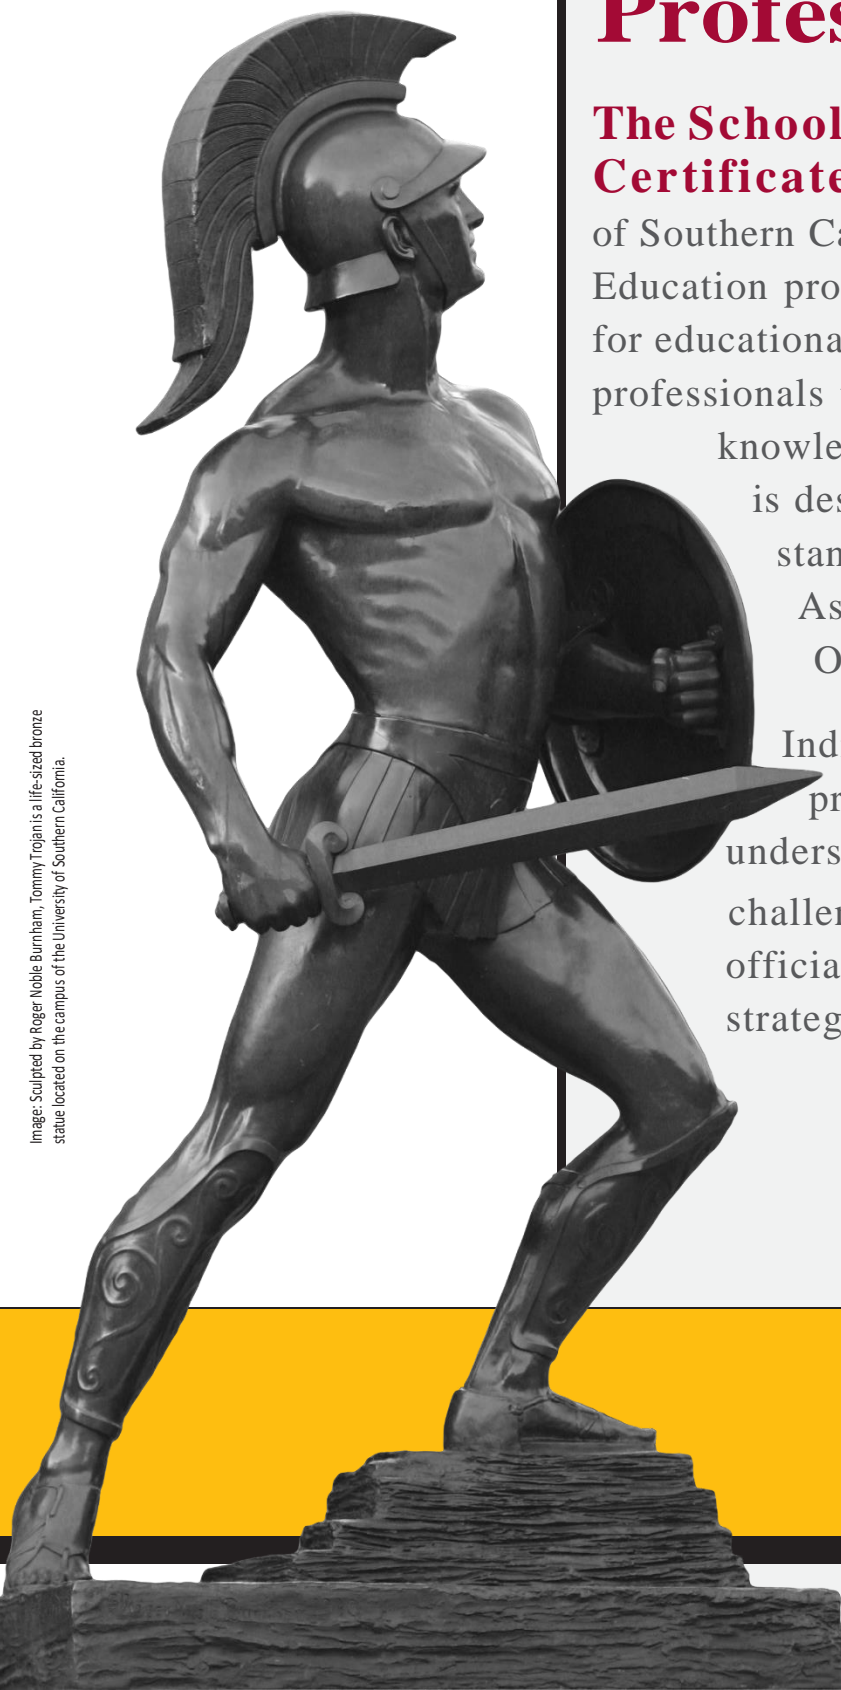 Profes
The School
Certificate
of Southern Ca
Education pro
for educationa
professionals
knowle
is des
stan
As
O
Ind
pr
unders
challen
officia
strateg
Image: Sculpted by Roger Noble Burnham, Tommy Trojan is a life-sized bronze
statue located on the campus of the University of Southern California.